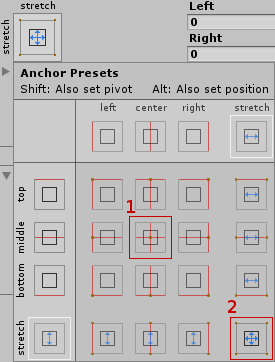 stretch
Left
0
stretch
Right
0
Anchor Presets
Shift: Also set pivot Alt: Also set position
left center right stretch
top
1
middle
bottom
2
stretch